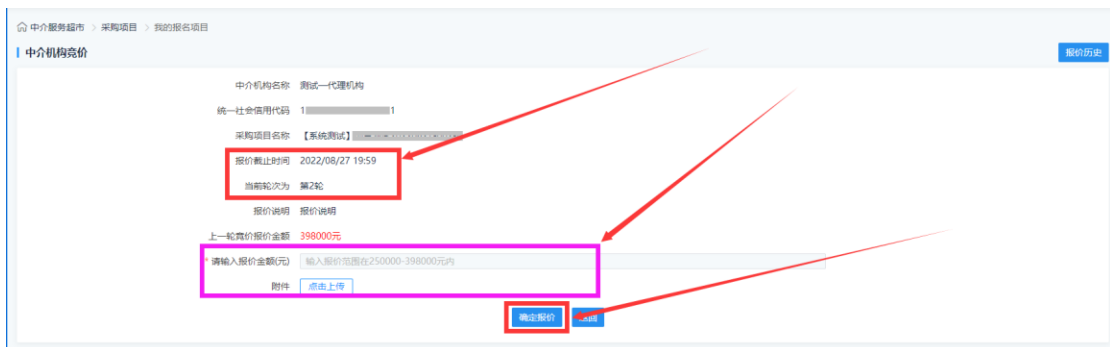 中介服务超市 > 采购项目 > 我的报名项目
中介机构竞价
报价历史
中介机构名称 测试一代理机构
统一社会信用代码 1 1
采购项目名称 【系统测试】
报价截止时间 2022/08/27 19:59
当前轮次为 第2轮
报价说明 报价说明
上一轮竞价报价金额 398000元
* 请输入报价金额(元) 输入报价范围在250000-398000元内
附件 点击上传
确定报价